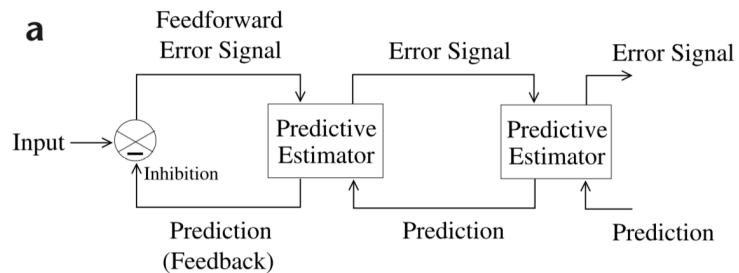 a
Feedforward
Error Signal
Error Signal
Error Signal
Input
Predictive
Estimator
Predictive
Estimator
Inhibition
Prediction
(Feedback)
Prediction
Prediction